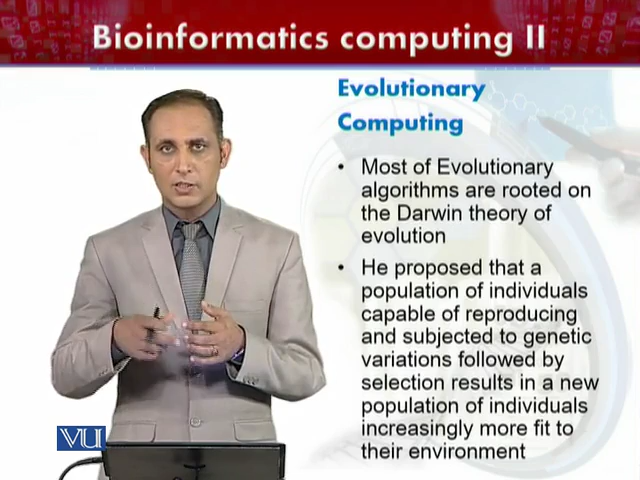 Bioinformatics computing II
Evolutionary
Computing
• Most of Evolutionary
algorithms are rooted on
the Darwin theory of
evolution
• He proposed that a
population of individuals
capable of reproducing
and subjected to genetic
variations followed by
selection results in a new
population of individuals
increasingly more fit to
their environment
VU